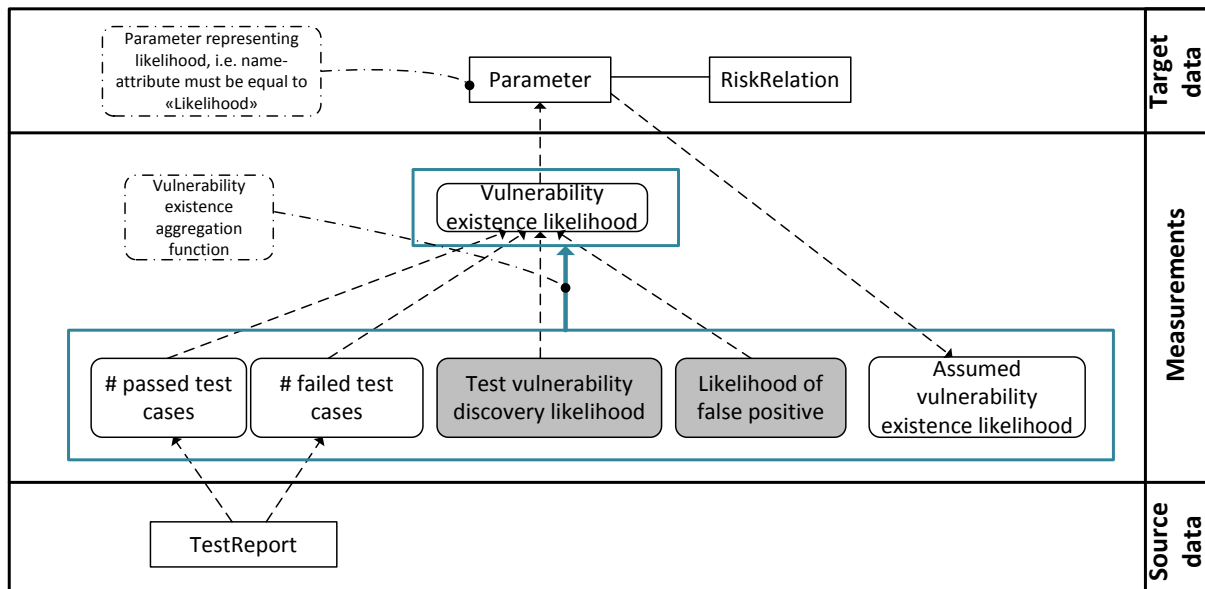 Parameter representing
likelihood, i.e. name-
attribute must be equal to
«Likelihood»
Parameter
RiskRelation
Target
data
Vulnerability
existence
aggregation
function
Vulnerability
existence likelihood
Measurements
# passed test
cases
# failed test
cases
Test vulnerability
discovery likelihood
Likelihood of
false positive
Assumed
vulnerability
existence likelihood
TestReport
Source
data